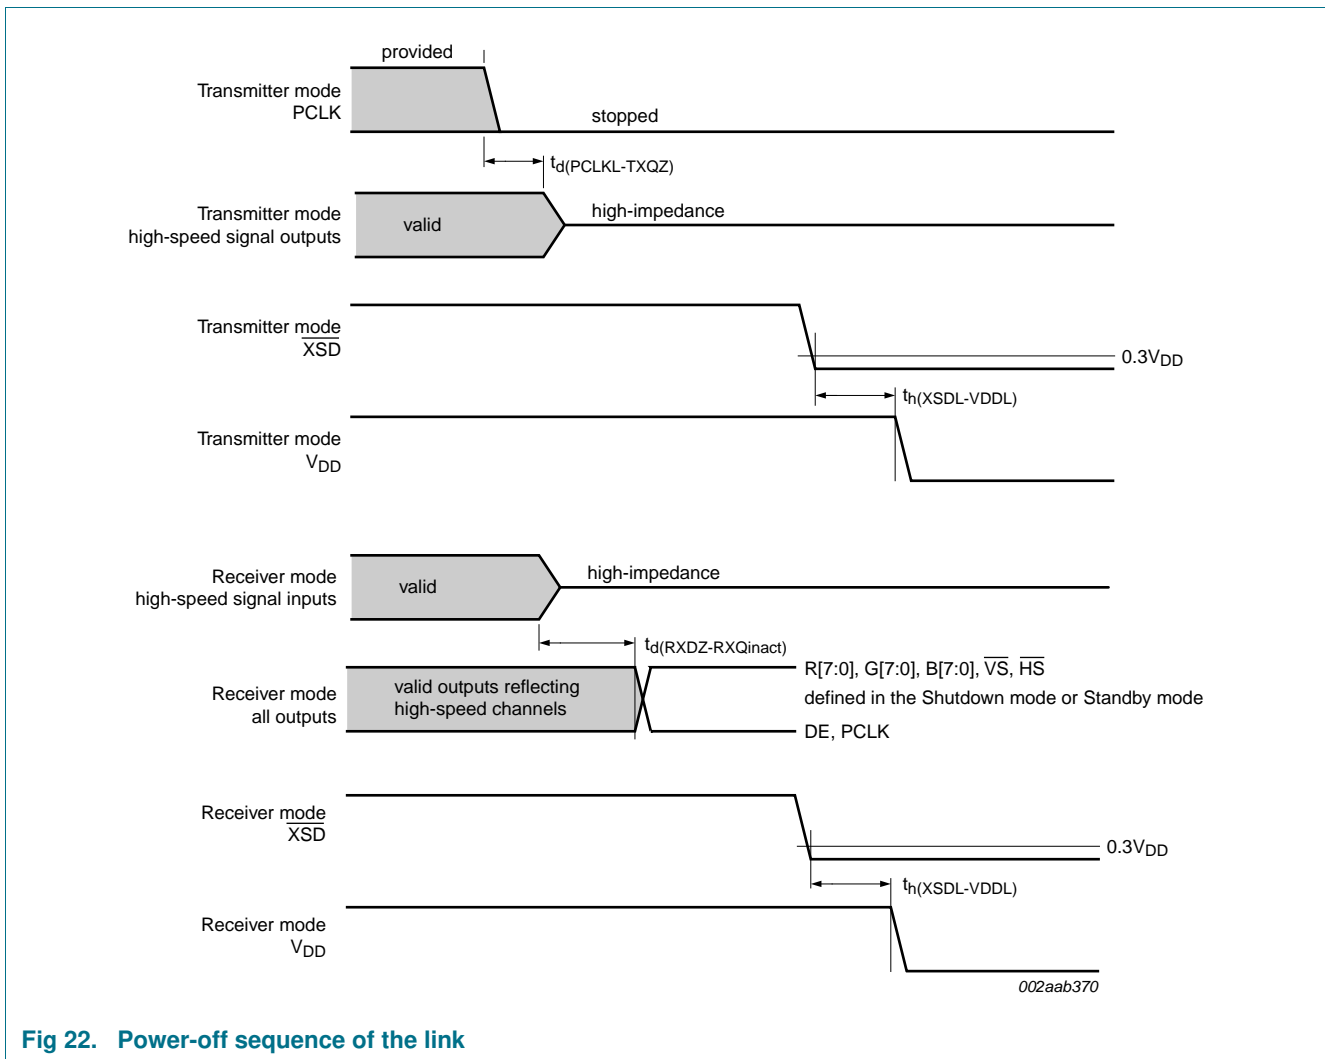 provided
Transmitter mode
PCLK
stopped
td(PCLKL-TXQZ)
Transmitter mode
high-speed signal outputs
valid
high-impedance
Transmitter mode
X̅S̅D̅
0.3VDD
th(XSDL-VDDL)
Transmitter mode
VDD
Receiver mode
high-speed signal inputs
valid
high-impedance
td(RXDZ-RXQinact)
Receiver mode
all outputs
valid outputs reflecting
high-speed channels
R[7:0], G[7:0], B[7:0], V̅S̅, H̅S̅
defined in the Shutdown mode or Standby mode
DE, PCLK
Receiver mode
X̅S̅D̅
0.3VDD
th(XSDL-VDDL)
Receiver mode
VDD
002aab370
Fig 22. Power-off sequence of the link